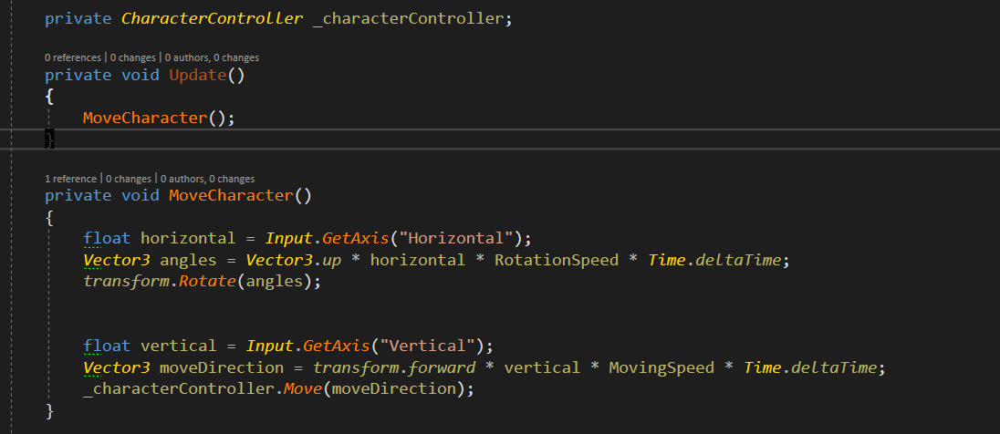 private CharacterController _characterController;
0 references | 0 changes | 0 authors, 0 changes
private void Update()
{
MoveCharacter();
}
1 reference | 0 changes | 0 authors, 0 changes
private void MoveCharacter()
{
float horizontal = Input.GetAxis("Horizontal");
Vector3 angles = Vector3.up * horizontal * RotationSpeed * Time.deltaTime;
transform.Rotate(angles);
float vertical = Input.GetAxis("Vertical");
Vector3 moveDirection = transform.forward * vertical * MovingSpeed * Time.deltaTime;
_characterController.Move(moveDirection);
}